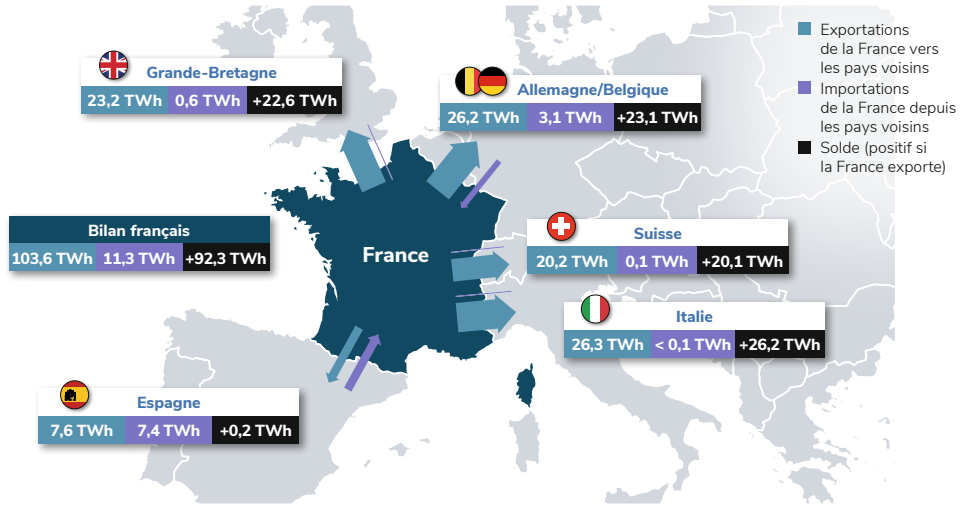 Exportations
de la France vers
les pays voisins
Importations
de la France depuis
les pays voisins
Solde (positif si
la France exporte)
Grande-Bretagne
23,2 TWh 0,6 TWh +22,6 TWh
Allemagne/Belgique
26,2 TWh 3,1 TWh +23,1 TWh
Bilan français
103,6 TWh 11,3 TWh +92,3 TWh
France
Suisse
20,2 TWh 0,1 TWh +20,1 TWh
Italie
26,3 TWh < 0,1 TWh +26,2 TWh
Espagne
7,6 TWh 7,4 TWh +0,2 TWh